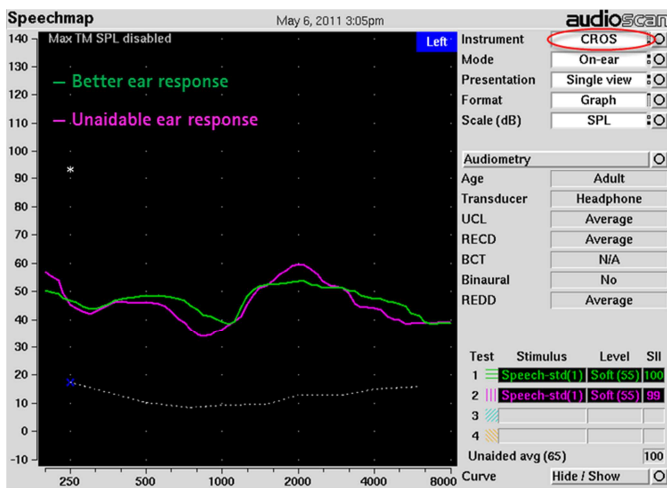 Speechmap May 6, 2011 3:05pm audioscan
Max TM SPL disabled Left
— Better ear response
— Unaidable ear response
140
130
120
110
100
90
80
70
60
50
40
30
20
10
0
-10
250 500 1000 2000 4000 8000
Instrument CROS
Mode On-ear
Presentation Single view
Format Graph
Scale (dB) SPL
Audiometry
Age Adult
Transducer Headphone
UCL Average
RECD Average
BCT N/A
Binaural No
REDD Average
Test Stimulus Level SII
1 Speech-std(1) Soft (55) 100
2 Speech-std(1) Soft (55) 99
3
4
Unaided avg (65) 100
Curve Hide / Show